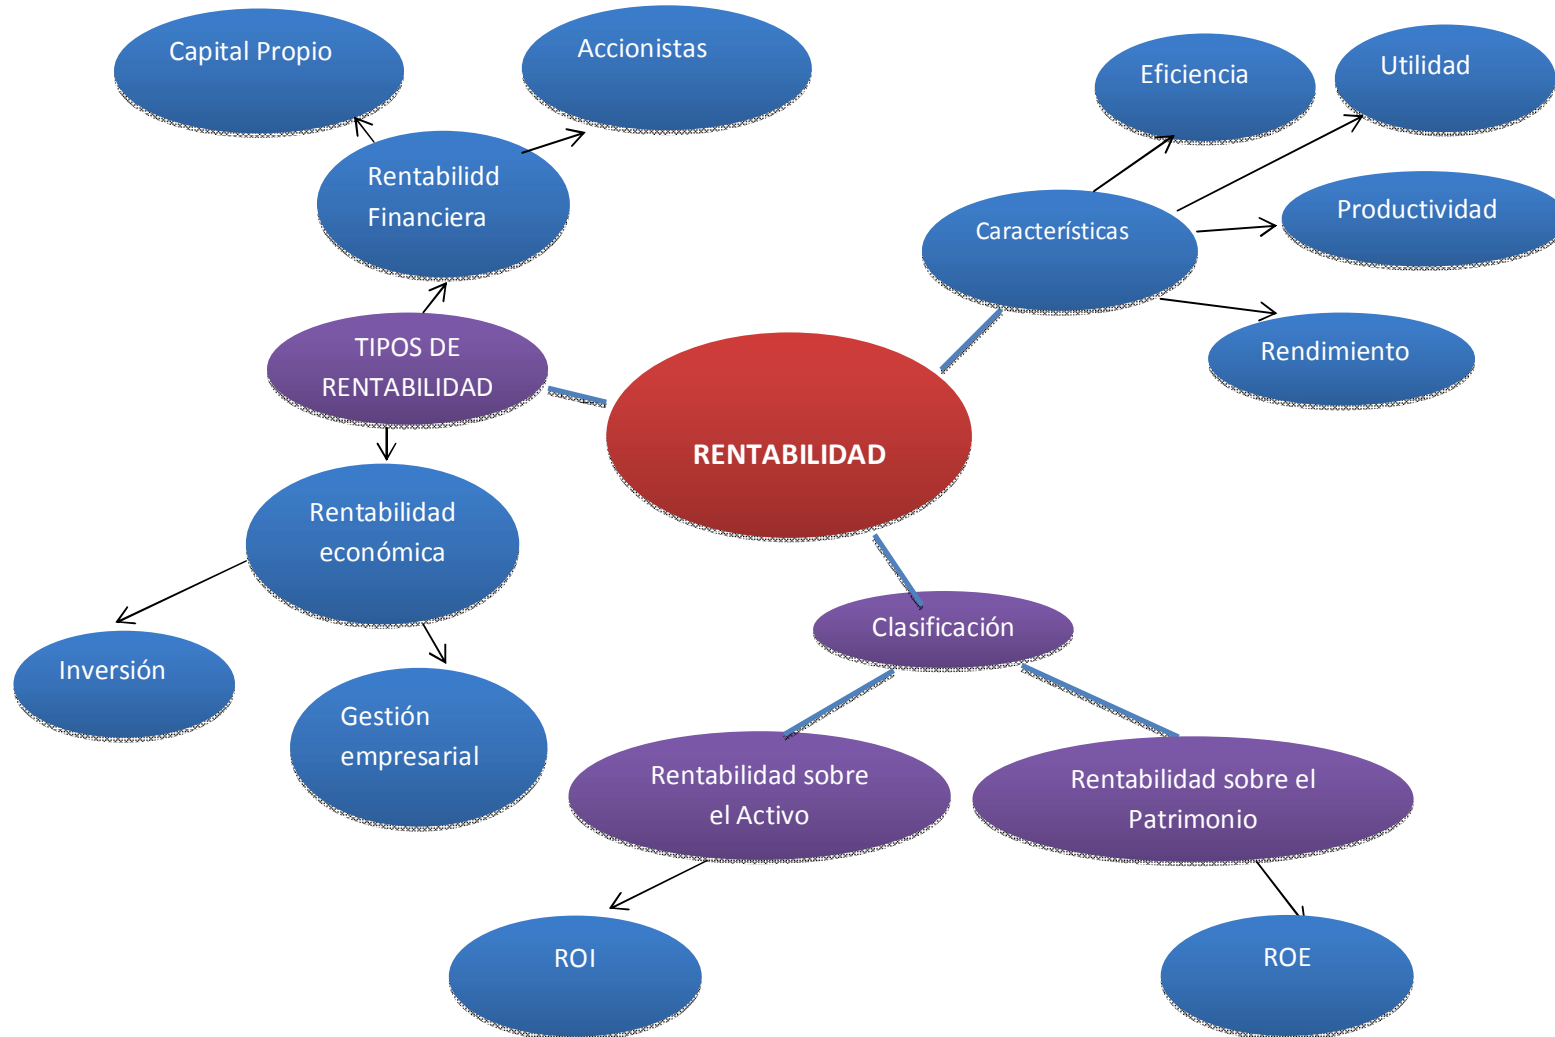 Capital Propio
Accionistas
Eficiencia
Utilidad
Rentabilidd
Financiera
Características
Productividad
Rendimiento
TIPOS DE
RENTABILIDAD
RENTABILIDAD
Rentabilidad
económica
Inversión
Gestión
empresarial
Clasificación
Rentabilidad sobre
el Activo
Rentabilidad sobre el
Patrimonio
ROI
ROE